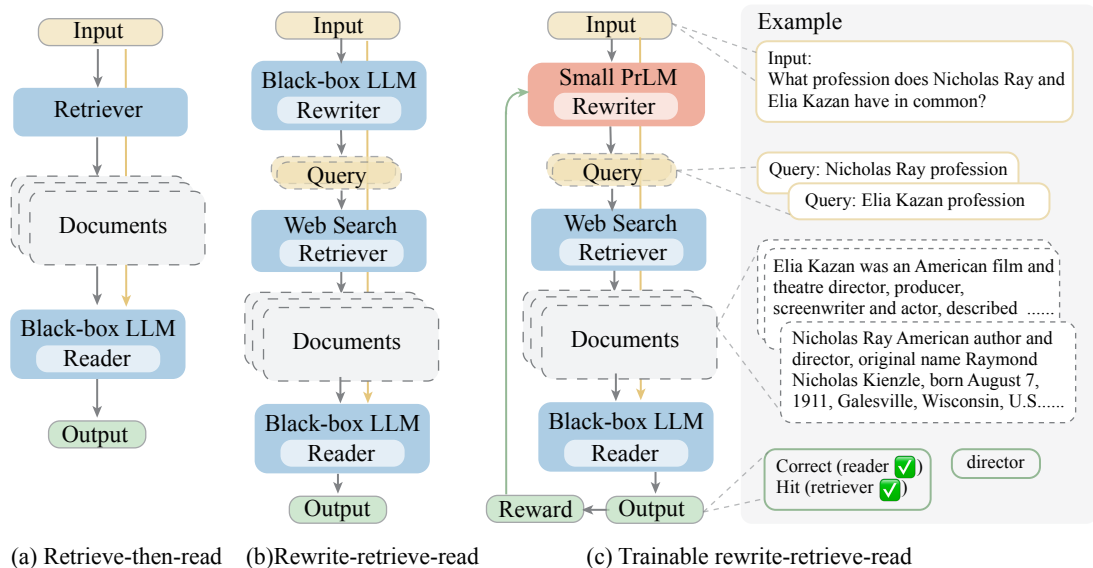 Input
Retriever
Documents
Black-box LLM
Reader
Output
(a) Retrieve-then-read
Input
Black-box LLM
Rewriter
Query
Web Search
Retriever
Documents
Black-box LLM
Reader
Output
(b)Rewrite-retrieve-read
Input
Small PrLM
Rewriter
Query
Web Search
Retriever
Documents
Black-box LLM
Reader
Reward
Output
(c) Trainable rewrite-retrieve-read
Example
Input:
What profession does Nicholas Ray and
Elia Kazan have in common?
Query: Nicholas Ray profession
Query: Elia Kazan profession
Elia Kazan was an American film and
theatre director, producer,
screenwriter and actor, described ......
Nicholas Ray American author and
director, original name Raymond
Nicholas Kienzle, born August 7,
1911, Galesville, Wisconsin, U.S......
Correct (reader ✅)
Hit (retriever ✅)
director